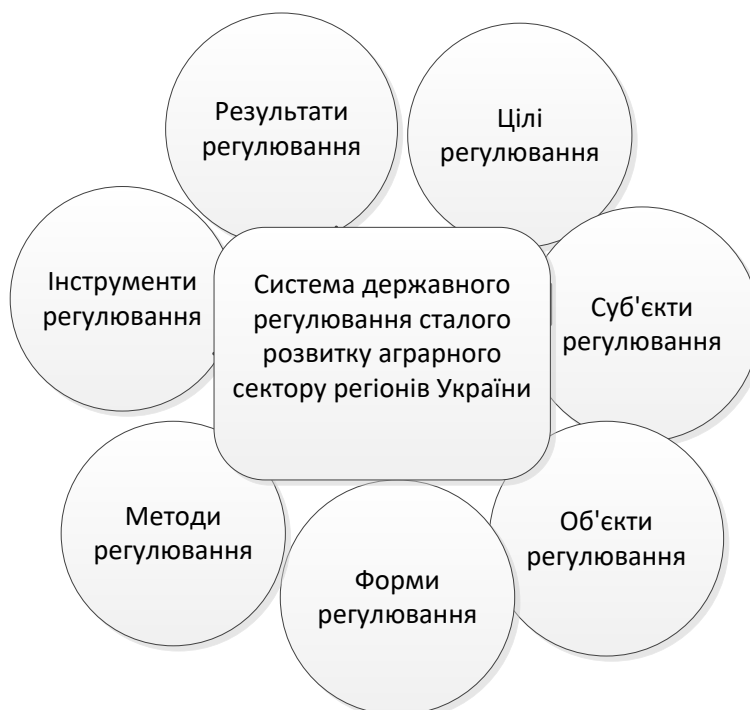 Результати
регулювання
Цілі
регулювання
Інструменти
регулювання
Система державного
регулювання сталого
розвитку аграрного
сектору регіонів України
Суб'єкти
регулювання
Методи
регулювання
Форми
регулювання
Об'єкти
регулювання